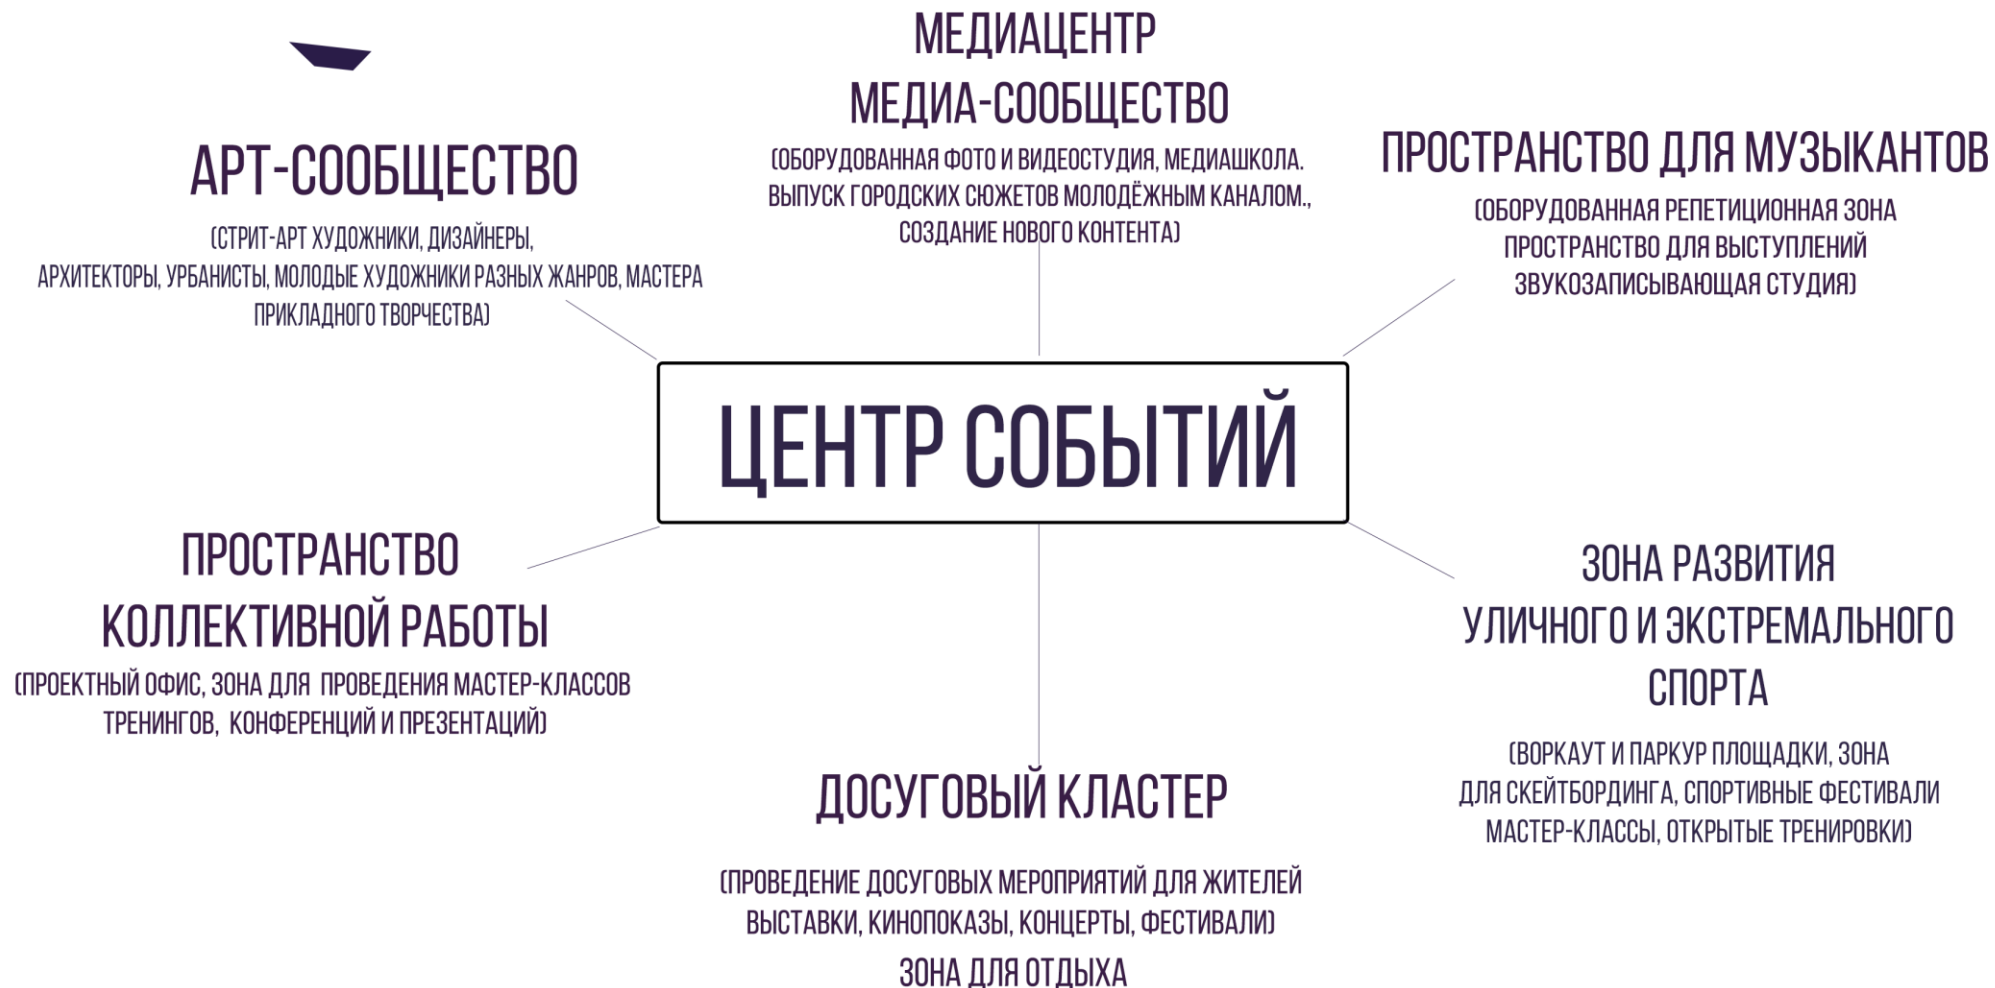 АРТ-СООБЩЕСТВО
(СТРИТ-АРТ ХУДОЖНИКИ, ДИЗАЙНЕРЫ,
АРХИТЕКТОРЫ, УРБАНИСТЫ, МОЛОДЫЕ ХУДОЖНИКИ РАЗНЫХ ЖАНРОВ, МАСТЕРА
ПРИКЛАДНОГО ТВОРЧЕСТВА)
МЕДИАЦЕНТР
МЕДИА-СООБЩЕСТВО
(ОБОРУДОВАННАЯ ФОТО И ВИДЕОСТУДИЯ, МЕДИАШКОЛА.
ВЫПУСК ГОРОДСКИХ СЮЖЕТОВ МОЛОДЁЖНЫМ КАНАЛОМ.,
СОЗДАНИЕ НОВОГО КОНТЕНТА)
ПРОСТРАНСТВО ДЛЯ МУЗЫКАНТОВ
(ОБОРУДОВАННАЯ РЕПЕТИЦИОННАЯ ЗОНА
ПРОСТРАНСТВО ДЛЯ ВЫСТУПЛЕНИЙ
ЗВУКОЗАПИСЫВАЮЩАЯ СТУДИЯ)
ЦЕНТР СОБЫТИЙ
ПРОСТРАНСТВО
КОЛЛЕКТИВНОЙ РАБОТЫ
(ПРОЕКТНЫЙ ОФИС, ЗОНА ДЛЯ ПРОВЕДЕНИЯ МАСТЕР-КЛАССОВ
ТРЕНИНГОВ, КОНФЕРЕНЦИЙ И ПРЕЗЕНТАЦИЙ)
ДОСУГОВЫЙ КЛАСТЕР
(ПРОВЕДЕНИЕ ДОСУГОВЫХ МЕРОПРИЯТИЙ ДЛЯ ЖИТЕЛЕЙ
ВЫСТАВКИ, КИНОПОКАЗЫ, КОНЦЕРТЫ, ФЕСТИВАЛИ)
ЗОНА ДЛЯ ОТДЫХА
ЗОНА РАЗВИТИЯ
УЛИЧНОГО И ЭКСТРЕМАЛЬНОГО
СПОРТА
(ВОРКАУТ И ПАРКУР ПЛОЩАДКИ, ЗОНА
ДЛЯ СКЕЙТБОРДИНГА, СПОРТИВНЫЕ ФЕСТИВАЛИ
МАСТЕР-КЛАССЫ, ОТКРЫТЫЕ ТРЕНИРОВКИ)